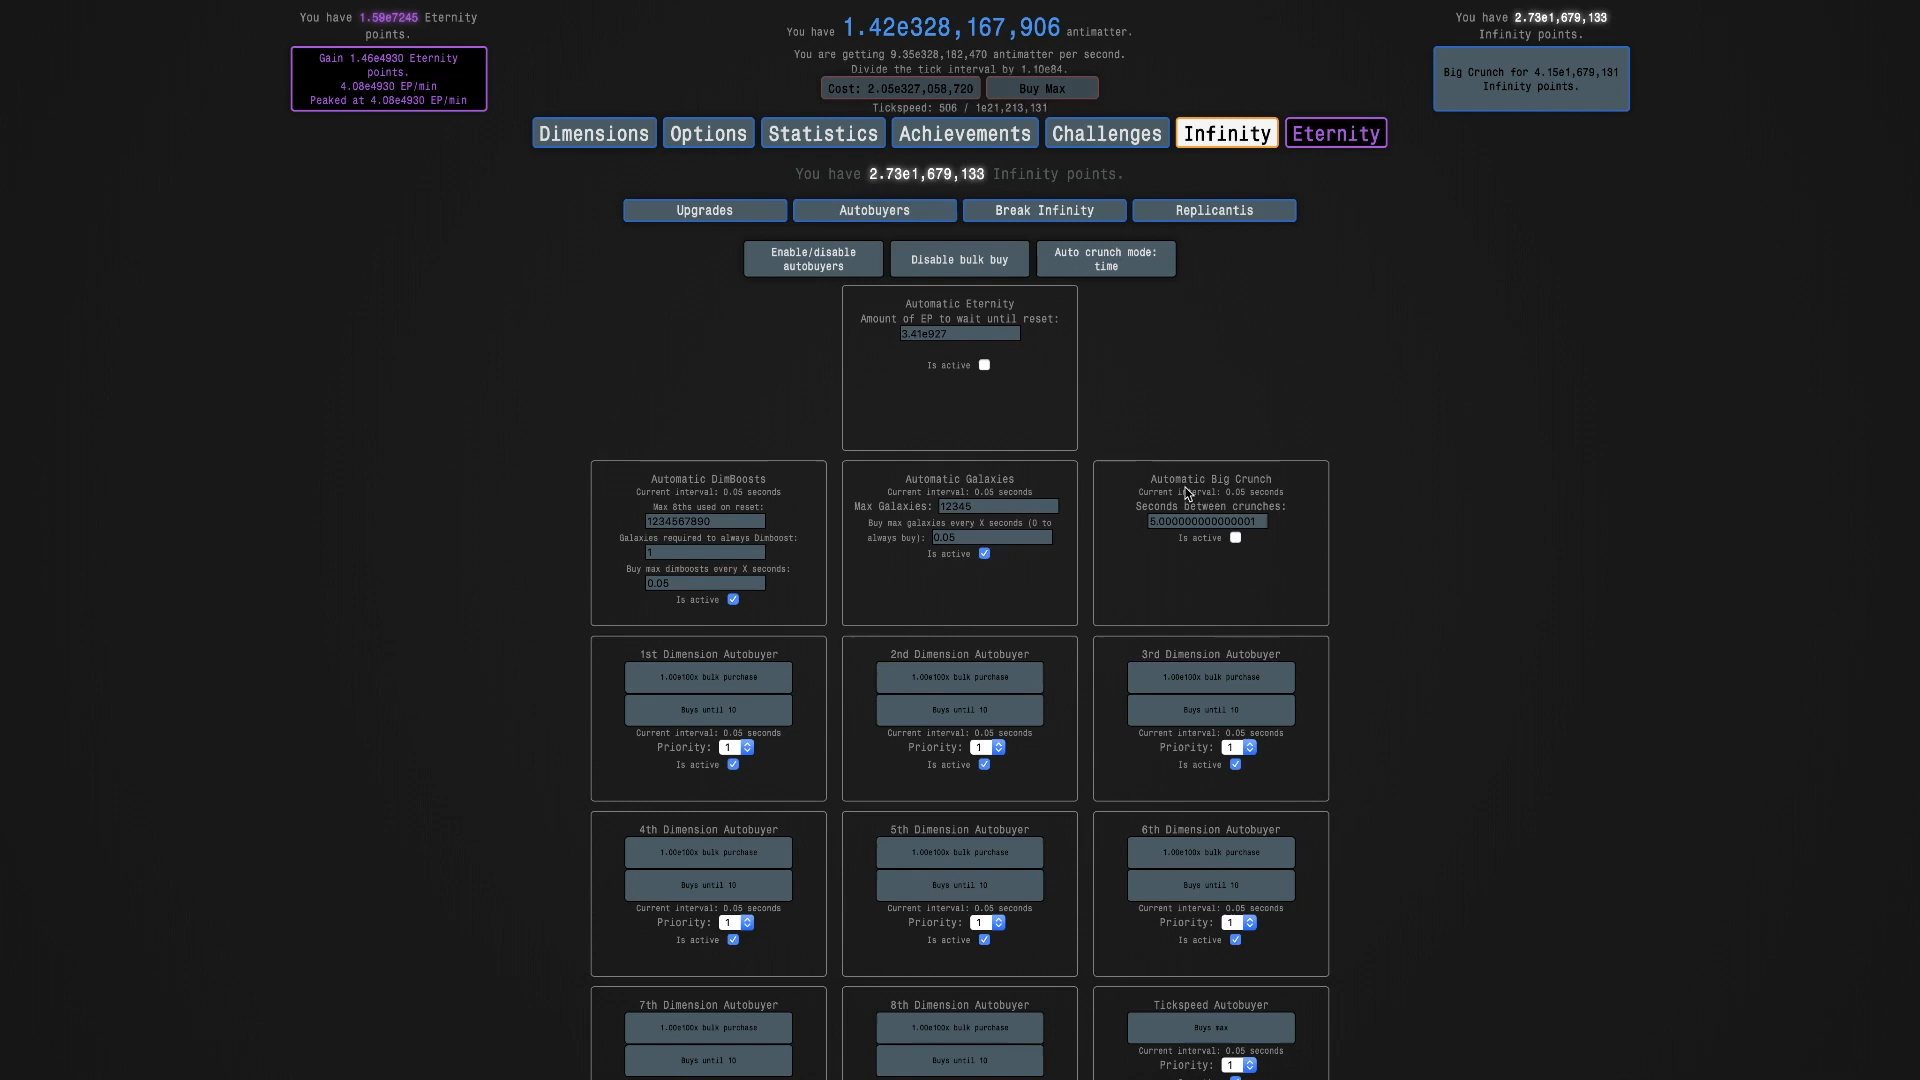 You have 1.59e7245 Eternity
points.
Gain 1.46e4930 Eternity
points.
4.08e4930 EP/min
Peaked at 4.08e4930 EP/min
You have 1.42e328,167,906 antimatter.
You are getting 9.35e328,182,470 antimatter per second.
Divide the tick interval by 1.10e84.
Cost: 2.05e327,058,720
Buy Max
Tickspeed: 506 / 1e21,213,131
You have 2.73e1,679,133
Infinity points.
Big Crunch for 4.15e1,679,131
Infinity points.
Dimensions
Options
Statistics
Achievements
Challenges
Infinity
Eternity
You have 2.73e1,679,133 Infinity points.
Upgrades
Autobuyers
Break Infinity
Replicantis
Enable/disable
autobuyers
Disable bulk buy
Auto crunch mode:
time
Automatic Eternity
Amount of EP to wait until reset:
3.41e927
Is active
Automatic DimBoosts
Current interval: 0.05 seconds
Max 8ths used on reset:
1234567890
Galaxies required to always Dimboost:
1
Buy max dimboosts every X seconds:
0.05
Is active
Automatic Galaxies
Current interval: 0.05 seconds
Max Galaxies: 12345
Buy max galaxies every X seconds (0 to
always buy): 0.05
Is active
Automatic Big Crunch
Current interval: 0.05 seconds
Seconds between crunches:
5.000000000000001
Is active
1st Dimension Autobuyer
1.00e100x bulk purchase
Buys until 10
Current interval: 0.05 seconds
Priority: 1
Is active
2nd Dimension Autobuyer
1.00e100x bulk purchase
Buys until 10
Current interval: 0.05 seconds
Priority: 1
Is active
3rd Dimension Autobuyer
1.00e100x bulk purchase
Buys until 10
Current interval: 0.05 seconds
Priority: 1
Is active
4th Dimension Autobuyer
1.00e100x bulk purchase
Buys until 10
Current interval: 0.05 seconds
Priority: 1
Is active
5th Dimension Autobuyer
1.00e100x bulk purchase
Buys until 10
Current interval: 0.05 seconds
Priority: 1
Is active
6th Dimension Autobuyer
1.00e100x bulk purchase
Buys until 10
Current interval: 0.05 seconds
Priority: 1
Is active
7th Dimension Autobuyer
1.00e100x bulk purchase
Buys until 10
8th Dimension Autobuyer
1.00e100x bulk purchase
Buys until 10
Tickspeed Autobuyer
Buys max
Current interval: 0.05 seconds
Priority: 1